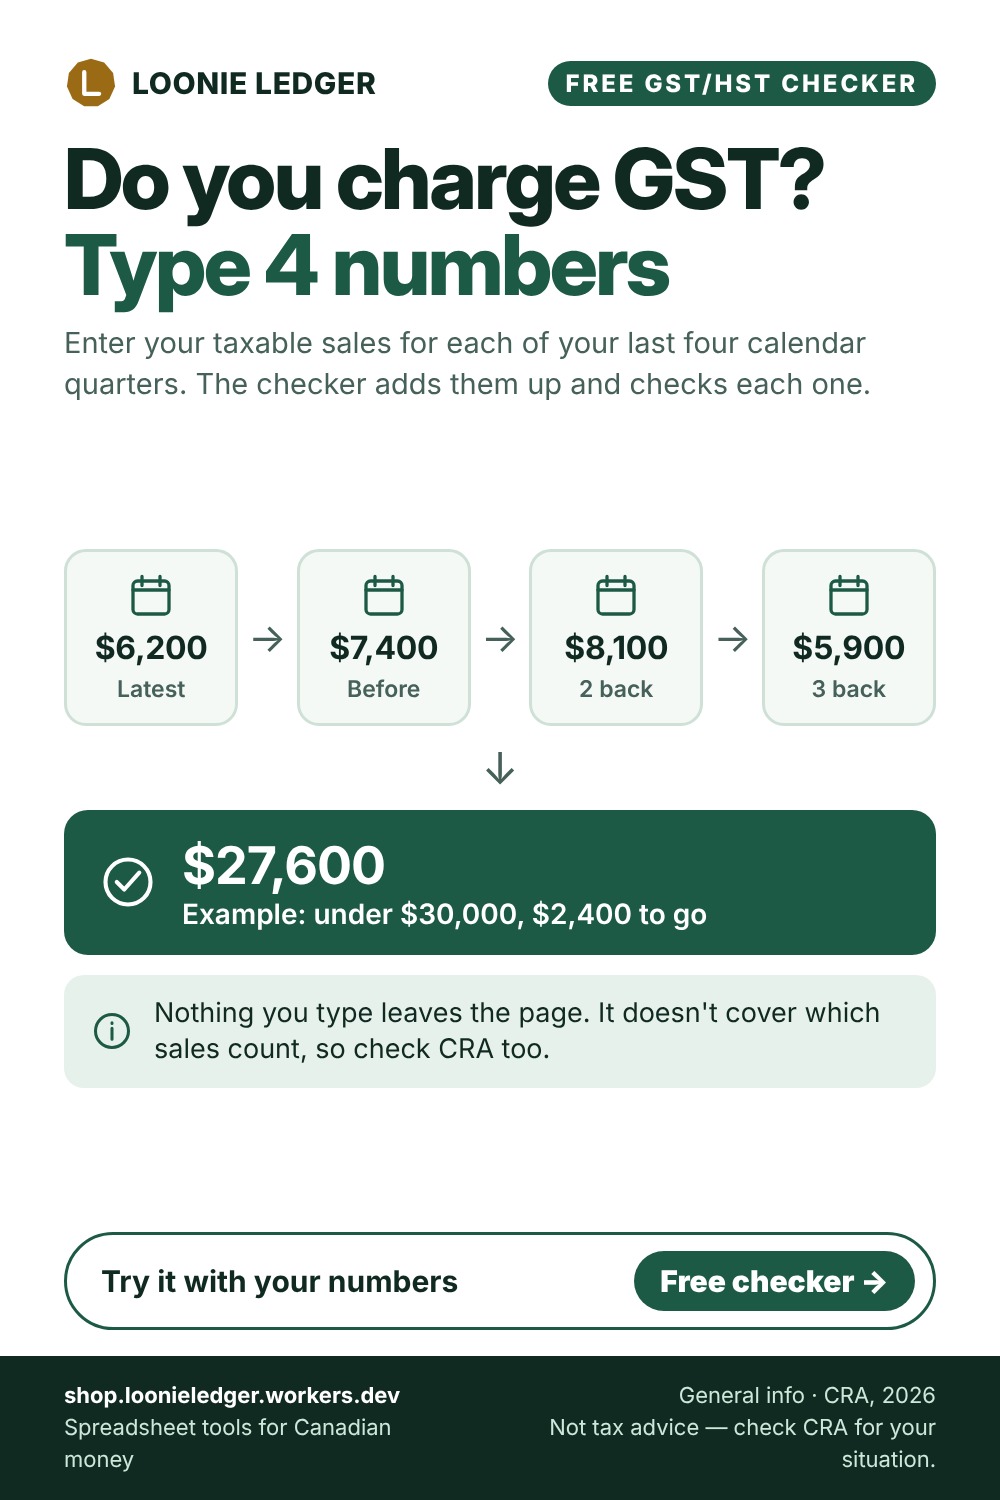 L LOONIE LEDGER
FREE GST/HST CHECKER
Do you charge GST?
Type 4 numbers
Enter your taxable sales for each of your last four calendar
quarters. The checker adds them up and checks each one.
$6,200
Latest
→
$7,400
Before
→
$8,100
2 back
→
$5,900
3 back
↓
$27,600
Example: under $30,000, $2,400 to go
Nothing you type leaves the page. It doesn't cover which
sales count, so check CRA too.
Try it with your numbers
Free checker →
shop.loonieledger.workers.dev
Spreadsheet tools for Canadian
money
General info · CRA, 2026
Not tax advice — check CRA for your
situation.